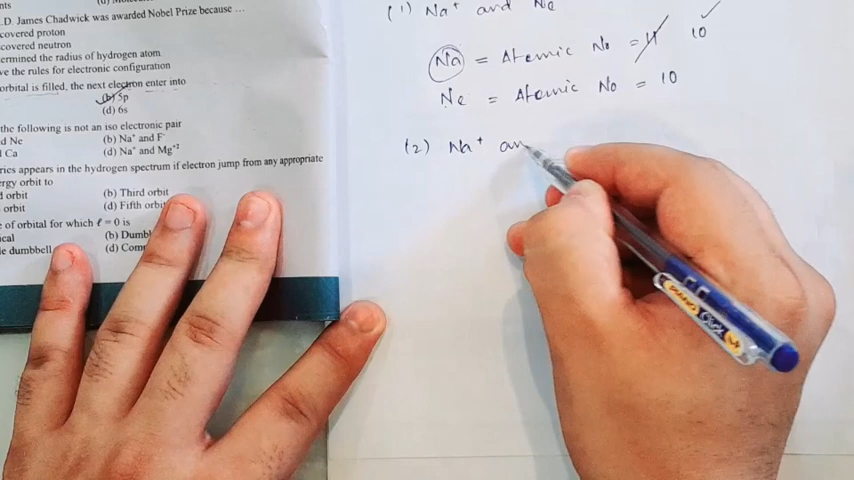 .D. James Chadwick was awarded Nobel Prize because ...
covered proton
covered neutron
ermined the radius of hydrogen atom
ve the rules for electronic configuration
orbital is filled, the next electron enter into
(b) 5p
(d) 6s
the following is not an iso electronic pair
d Ne
(b) Na⁺ and F⁻
l Ca
(d) Na⁺ and Mg⁺²
ries appears in the hydrogen spectrum if electron jump from any appropriate
ergy orbit to
d orbit
(b) Third orbit
orbit
(d) Fifth orbit
e of orbital for which ℓ = 0 is
ical
(b) Dumb
le dumbbell
(d) Com
(1) Na⁺ and Ne
Na = Atomic No = 11 10
Ne = Atomic No = 10
(2) Na⁺ an